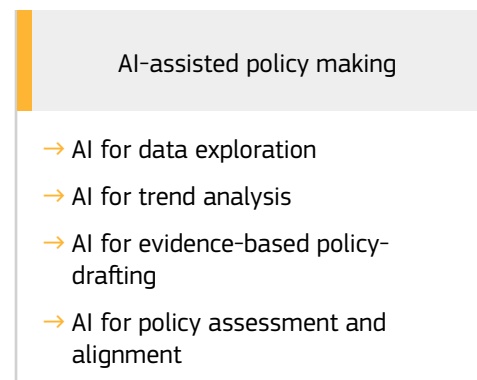 AI-assisted policy making
→ AI for data exploration
→ AI for trend analysis
→ AI for evidence-based policy-
drafting
→ AI for policy assessment and
alignment